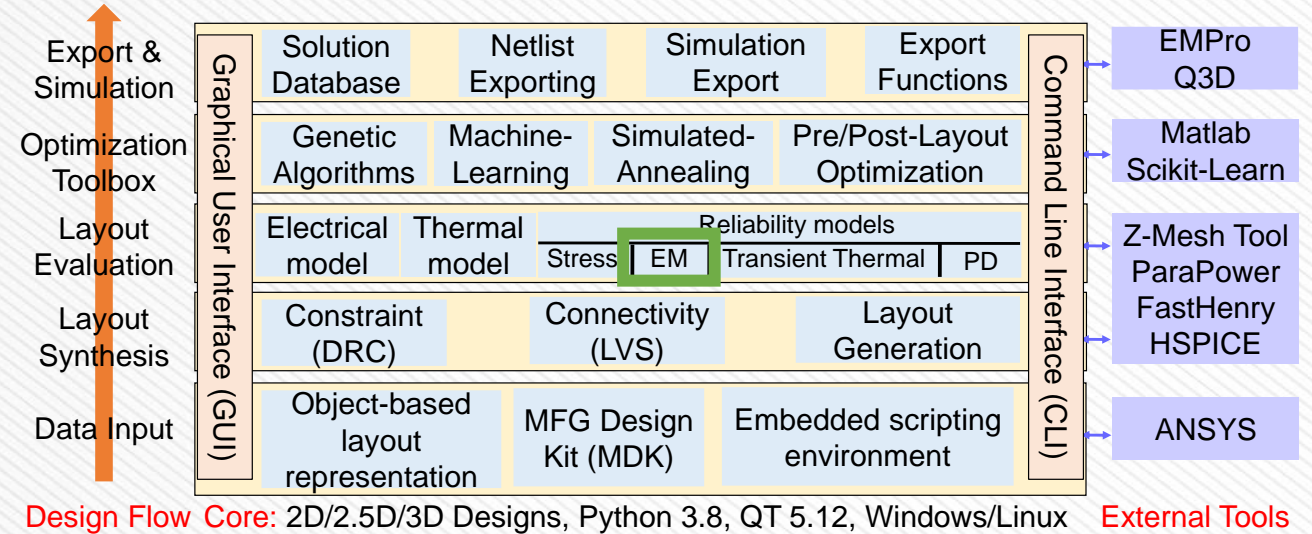 Export &
Simulation
Optimization
Toolbox
Layout
Evaluation
Layout
Synthesis
Data Input
Graphical User Interface (GUI)
Solution
Database
Netlist
Exporting
Simulation
Export
Export
Functions
Genetic
Algorithms
Machine-
Learning
Simulated-
Annealing
Pre/Post-Layout
Optimization
Electrical
model
Thermal
model
Reliability models
Stress
EM
Transient Thermal
PD
Constraint
(DRC)
Connectivity
(LVS)
Layout
Generation
Object-based
layout
representation
MFG Design
Kit (MDK)
Embedded scripting
environment
Command Line Interface (CLI)
EMPro
Q3D
Matlab
Scikit-Learn
Z-Mesh Tool
ParaPower
FastHenry
HSPICE
ANSYS
Design Flow Core: 2D/2.5D/3D Designs, Python 3.8, QT 5.12, Windows/Linux External Tools